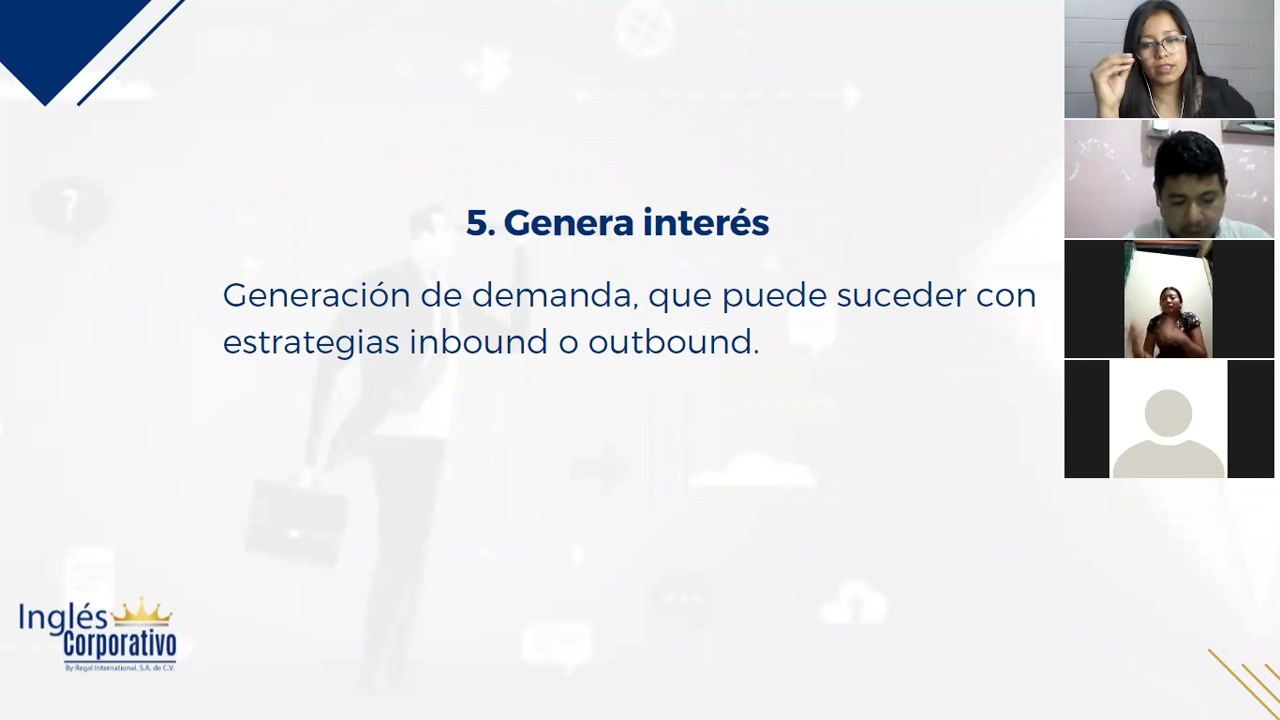 5. Genera interés
Generación de demanda, que puede suceder con
estrategias inbound o outbound.
Inglés
Corporativo
By Regal International, S.A. de C.V.
?